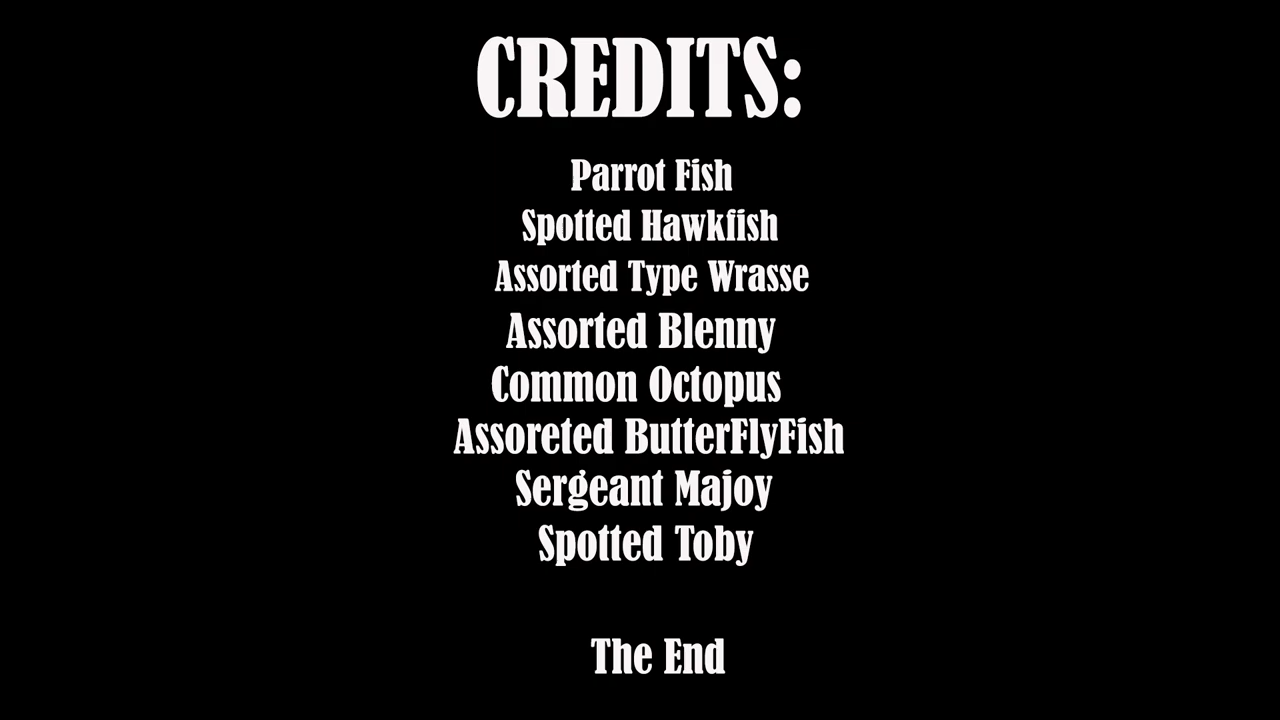 CREDITS:
Parrot Fish
Spotted Hawkfish
Assorted Type Wrasse
Assorted Blenny
Common Octopus
Assoreted ButterFlyFish
Sergeant Majoy
Spotted Toby
The End